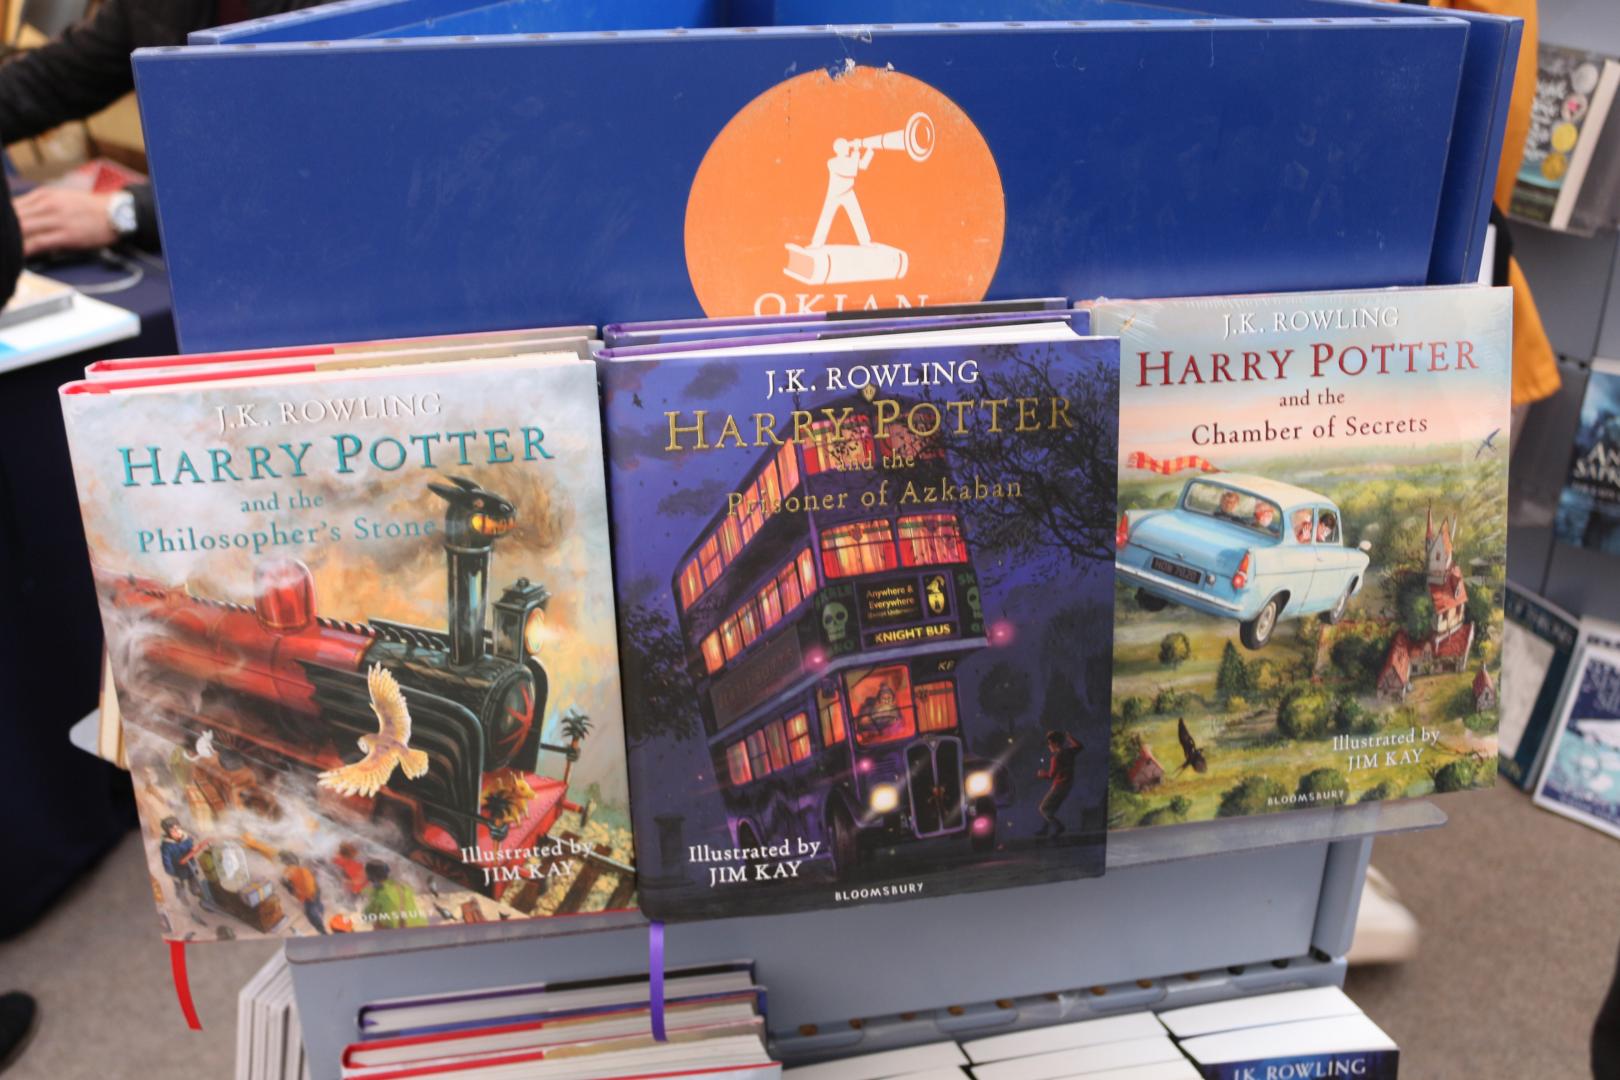 OKIAN
J.K. ROWLING
HARRY POTTER
and the
Philosopher's Stone
Illustrated by
JIM KAY
BLOOMSBURY
J.K. ROWLING
HARRY POTTER
and the
Prisoner of Azkaban
Anywhere &
Everywhere
KNIGHT BUS
KB
Illustrated by
JIM KAY
BLOOMSBURY
J.K. ROWLING
HARRY POTTER
and the
Chamber of Secrets
Illustrated by
JIM KAY
BLOOMSBURY
J.K. ROWLING